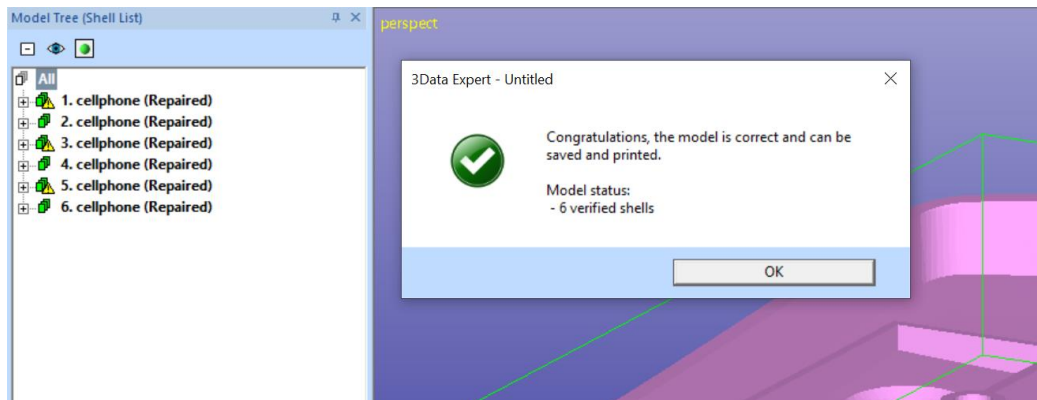 Model Tree (Shell List)
All
1. cellphone (Repaired)
2. cellphone (Repaired)
3. cellphone (Repaired)
4. cellphone (Repaired)
5. cellphone (Repaired)
6. cellphone (Repaired)
perspect
3Data Expert - Untitled
Congratulations, the model is correct and can be
saved and printed.
Model status:
- 6 verified shells
OK